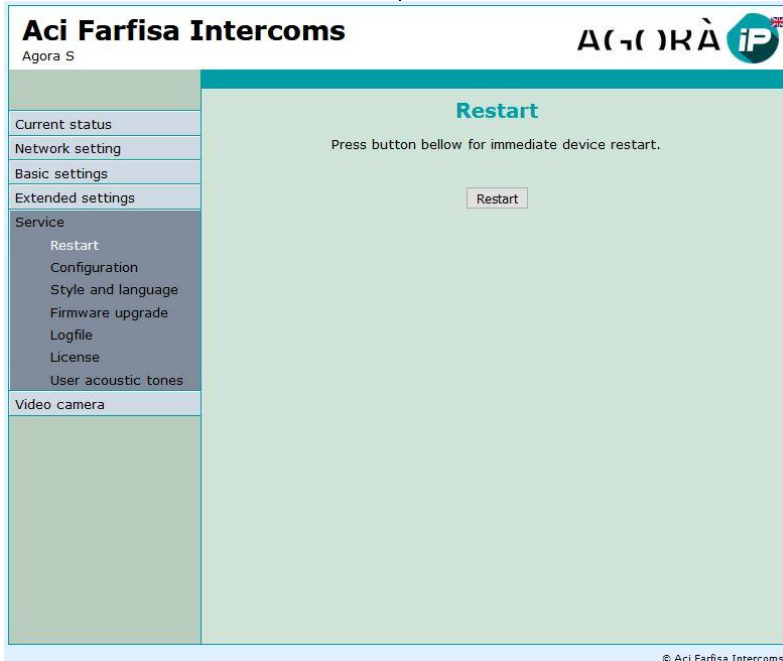 Aci Farfisa Intercoms
Agora S
AGORÀ iP
Current status
Network setting
Basic settings
Extended settings
Service
Restart
Configuration
Style and language
Firmware upgrade
Logfile
License
User acoustic tones
Video camera
Restart
Press button bellow for immediate device restart.
Restart
© Aci Farfisa Intercoms